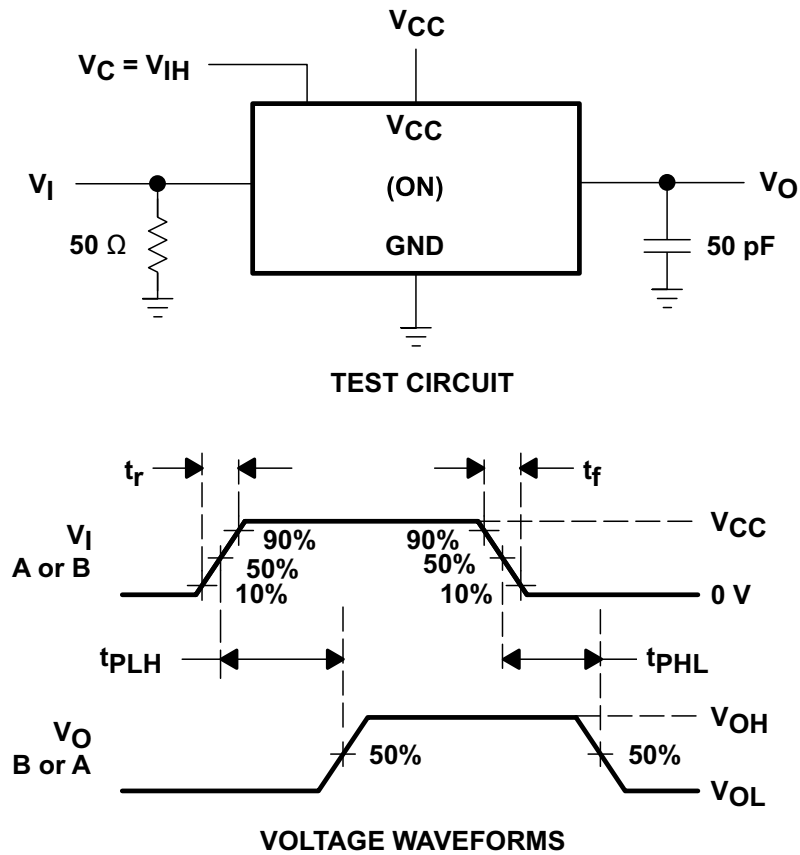 VCC
VC = VIH
VCC
VI
(ON)
VO
50 Ω
GND
50 pF
TEST CIRCUIT
tr
tf
VI
A or B
90%
90%
VCC
50%
50%
10%
10%
0 V
tPLH
tPHL
VO
B or A
VOH
50%
50%
VOL
VOLTAGE WAVEFORMS